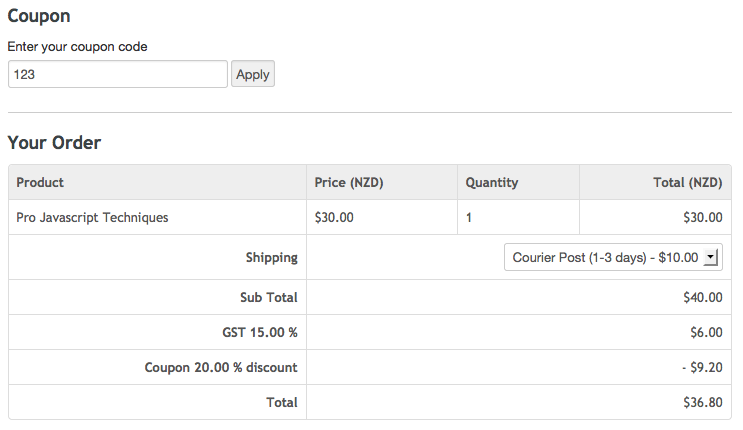 Coupon
Enter your coupon code
123 Apply
Your Order
Product Price (NZD) Quantity Total (NZD)
Pro Javascript Techniques $30.00 1 $30.00
Shipping Courier Post (1-3 days) - $10.00
Sub Total $40.00
GST 15.00 % $6.00
Coupon 20.00 % discount - $9.20
Total $36.80